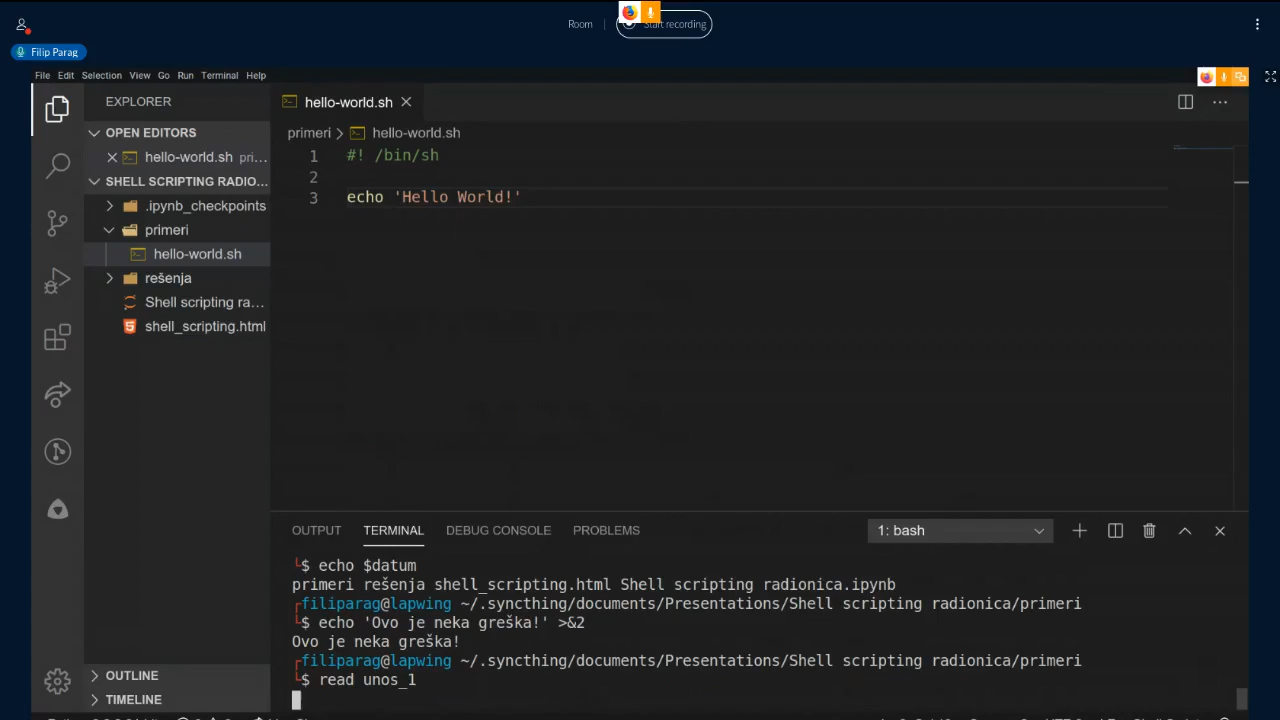 Room
Start recording
Filip Parag
File Edit Selection View Go Run Terminal Help
EXPLORER
OPEN EDITORS
hello-world.sh pri...
SHELL SCRIPTING RADIO...
.ipynb_checkpoints
primeri
hello-world.sh
rešenja
Shell scripting ra...
shell_scripting.html
OUTLINE
TIMELINE
hello-world.sh
primeri > hello-world.sh
1 #! /bin/sh
2
3 echo 'Hello World!'
OUTPUT TERMINAL DEBUG CONSOLE PROBLEMS
1: bash
$ echo $datum
primeri rešenja shell_scripting.html Shell scripting radionica.ipynb
filiparag@lapwing ~/.syncthing/documents/Presentations/Shell scripting radionica/primeri
$ echo 'Ovo je neka greška!' >&2
Ovo je neka greška!
filiparag@lapwing ~/.syncthing/documents/Presentations/Shell scripting radionica/primeri
$ read unos_1